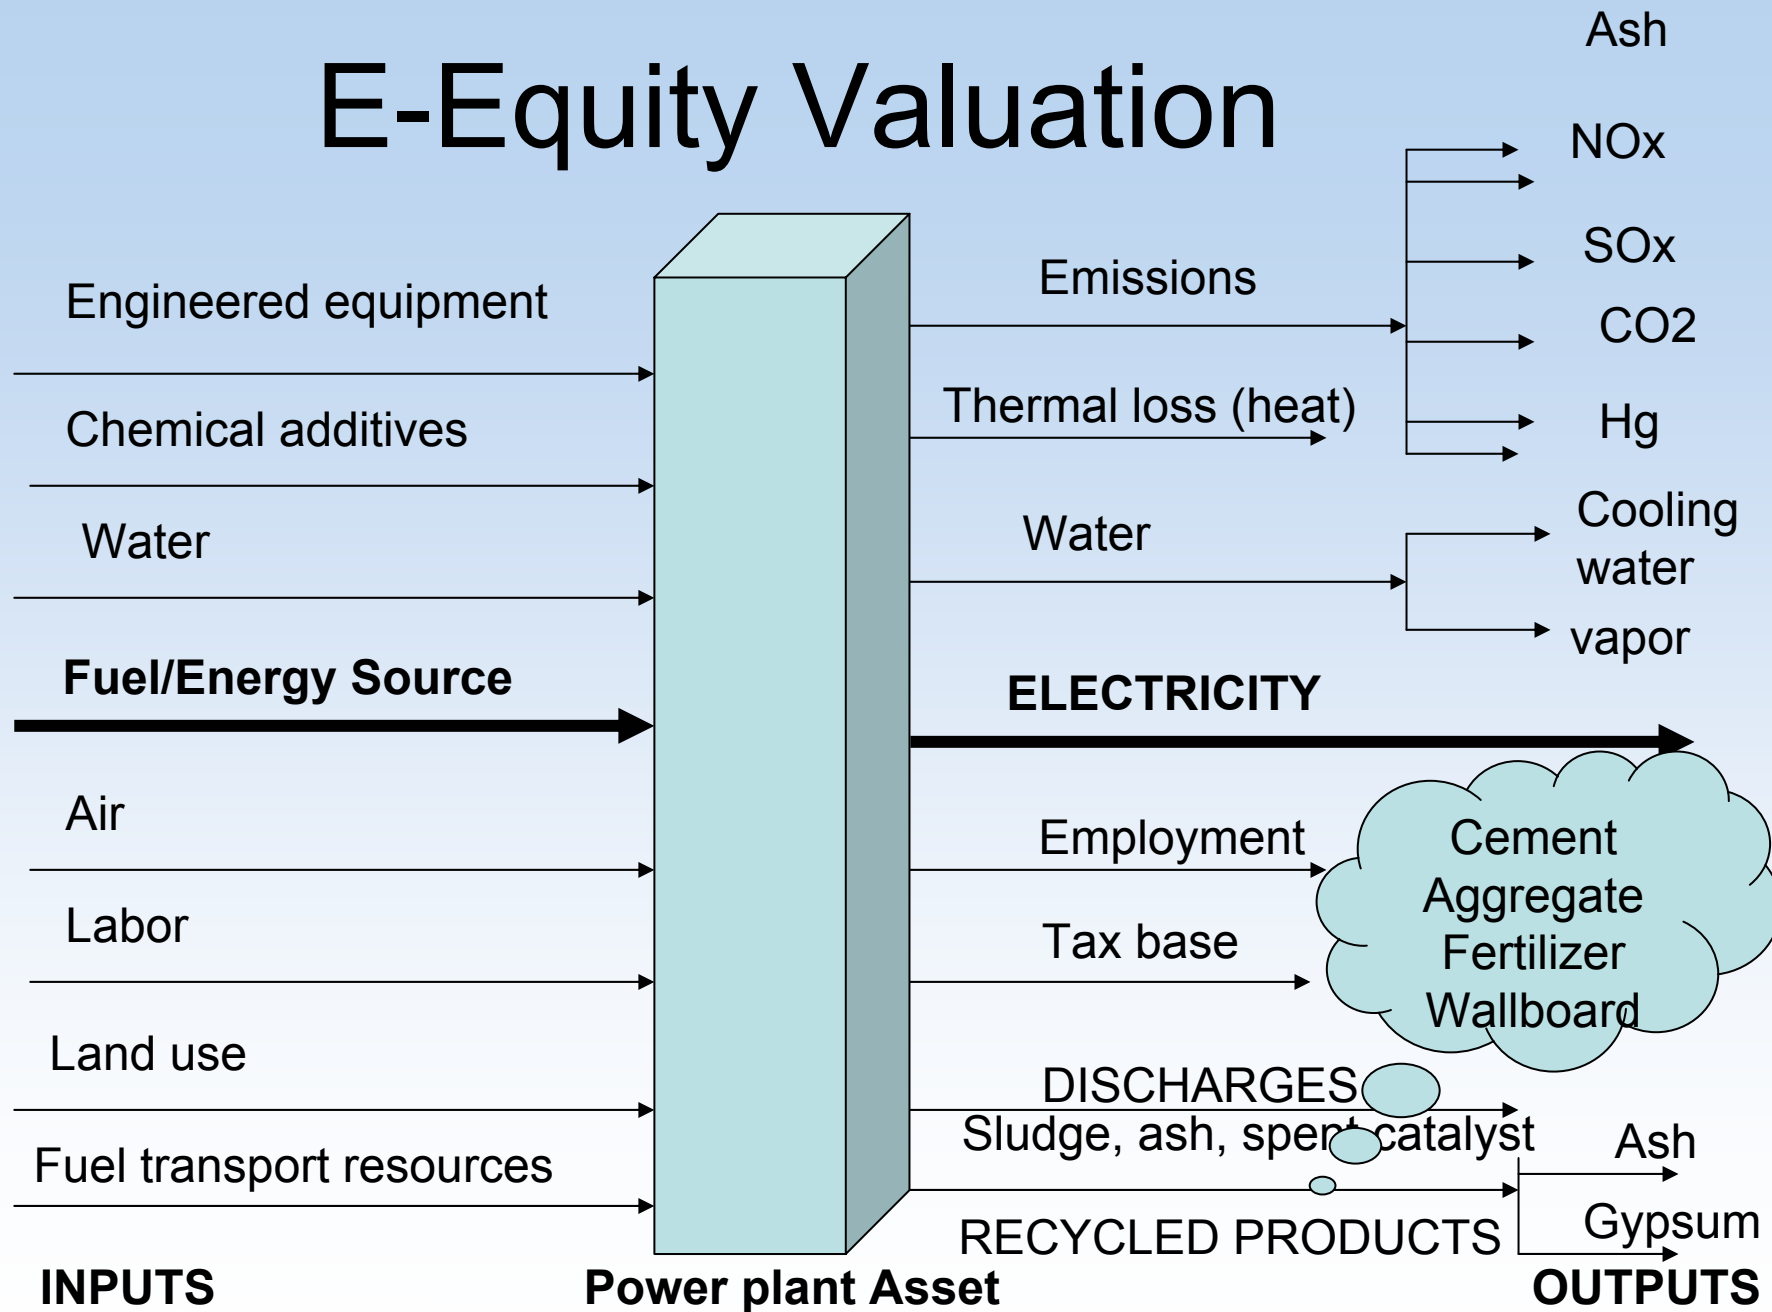 Ash
E-Equity Valuation
NOx
SOx
CO2
Hg
Engineered equipment
Chemical additives
Water
Fuel/Energy Source
Air
Labor
Land use
Fuel transport resources
INPUTS
Power plant Asset
Emissions
Thermal loss (heat)
Water
Cooling
water
vapor
ELECTRICITY
Employment
Tax base
Cement
Aggregate
Fertilizer
Wallboard
DISCHARGES
Sludge, ash, spent catalyst
RECYCLED PRODUCTS
Ash
Gypsum
OUTPUTS